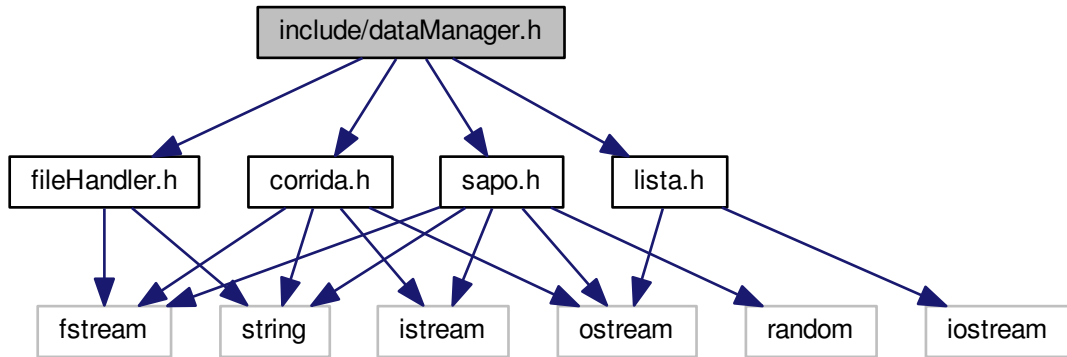 include/dataManager.h
fileHandler.h
corrida.h
sapo.h
lista.h
fstream
string
istream
ostream
random
iostream